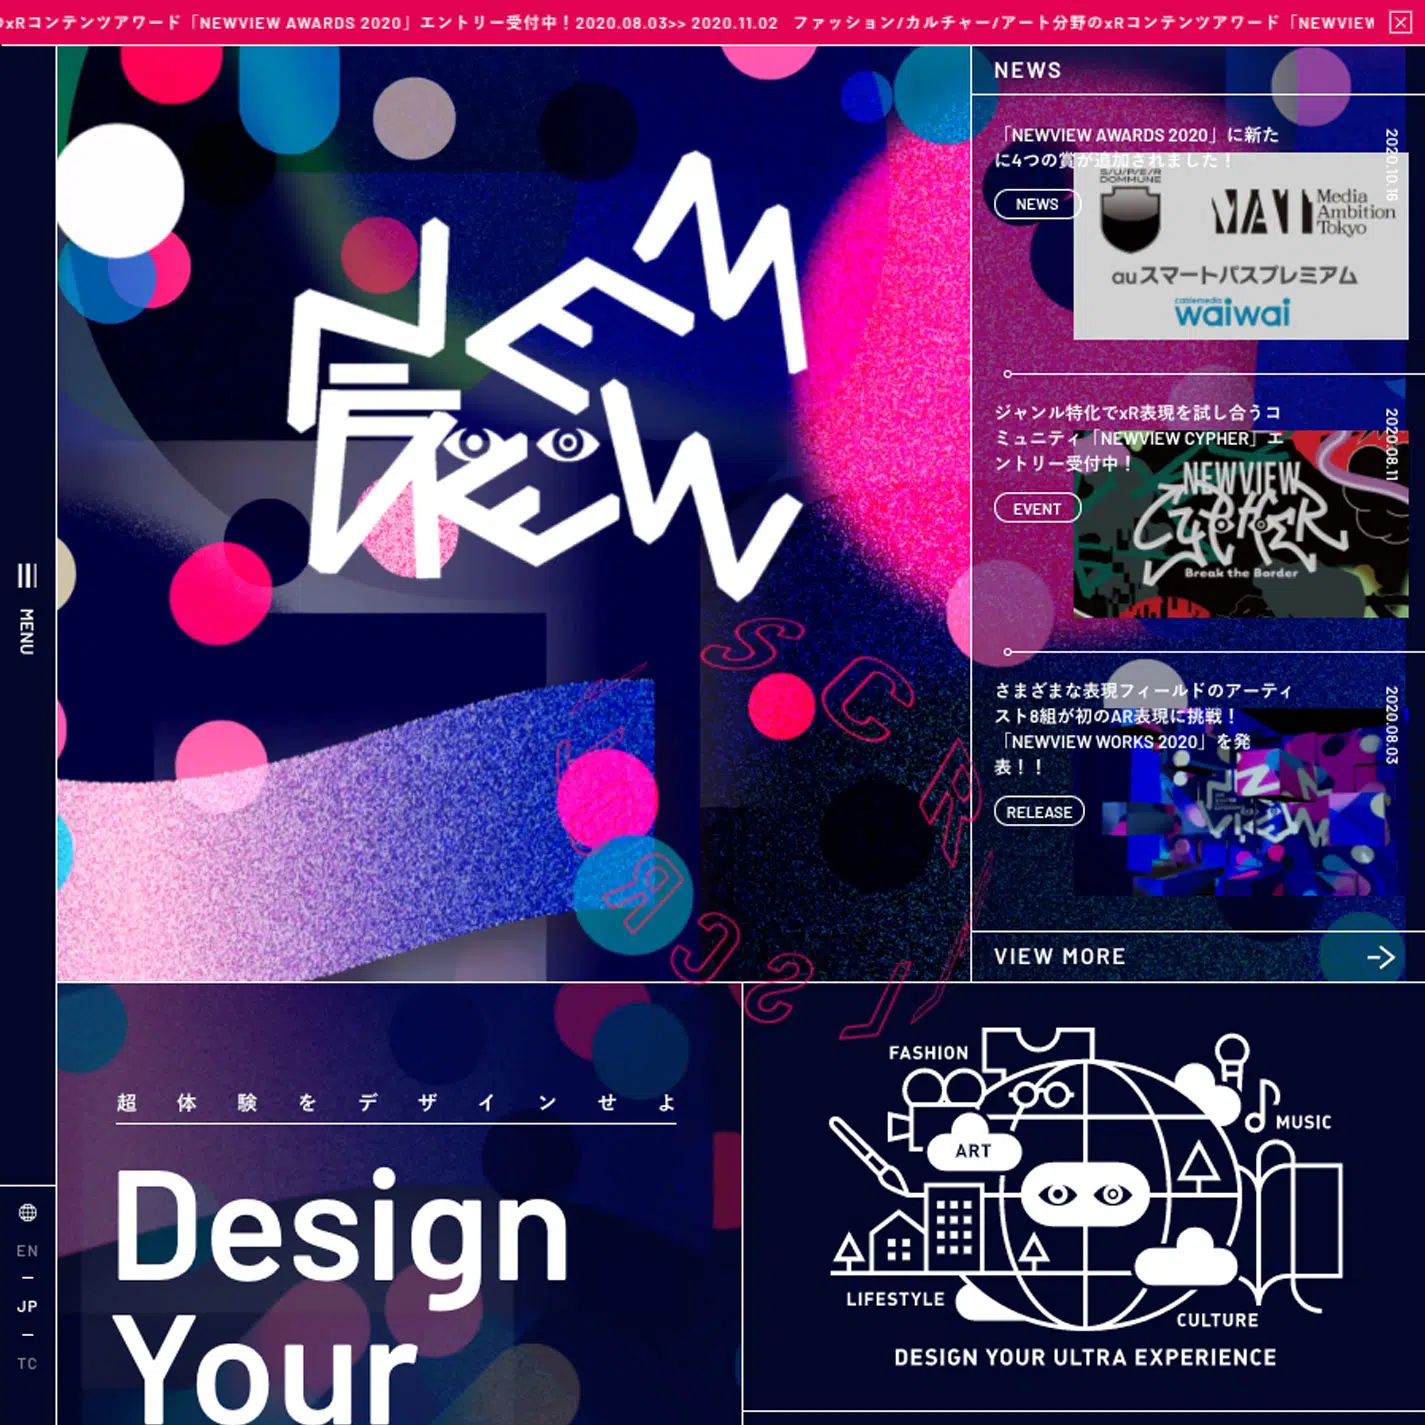 xRコンテンツアワード「NEWVIEW AWARDS 2020」エントリー受付中！2020.08.03>> 2020.11.02 ファッション/カルチャー/アート分野のxRコンテンツアワード「NEWVIEW
MENU
EN
JP
TC
NEW
VIEW
SCR
SCR
NEWS
「NEWVIEW AWARDS 2020」に新た
に4つの賞が追加されました！
2020.10.16
NEWS
S/U/P/E/R
DOMMUNE
MAT
Media
Ambition
Tokyo
auスマートパスプレミアム
cablemedia
waiwai
ジャンル特化でxR表現を試し合うコ
ミュニティ「NEWVIEW CYPHER」エ
ントリー受付中！
2020.08.11
EVENT
NEWVIEW
CYPHER
Break the Border
さまざまな表現フィールドのアーティ
スト8組が初のAR表現に挑戦！
「NEWVIEW WORKS 2020」を発
表！！
2020.08.03
RELEASE
VIEW MORE
超体験をデザインせよ
Design
Your
FASHION
ART
MUSIC
LIFESTYLE
CULTURE
DESIGN YOUR ULTRA EXPERIENCE